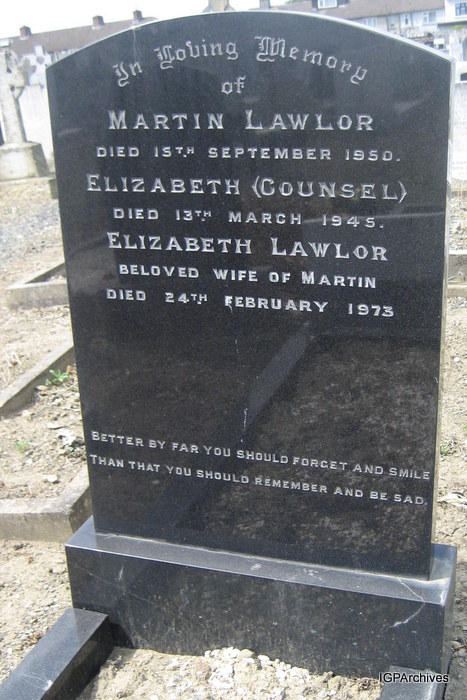 In Loving Memory
of
MARTIN LAWLOR
DIED 15TH SEPTEMBER 1950.
ELIZABETH (COUNSEL)
DIED 13TH MARCH 1945.
ELIZABETH LAWLOR
BELOVED WIFE OF MARTIN
DIED 24TH FEBRUARY 1973
BETTER BY FAR YOU SHOULD FORGET AND SMILE
THAN THAT YOU SHOULD REMEMBER AND BE SAD.
IGPArchives